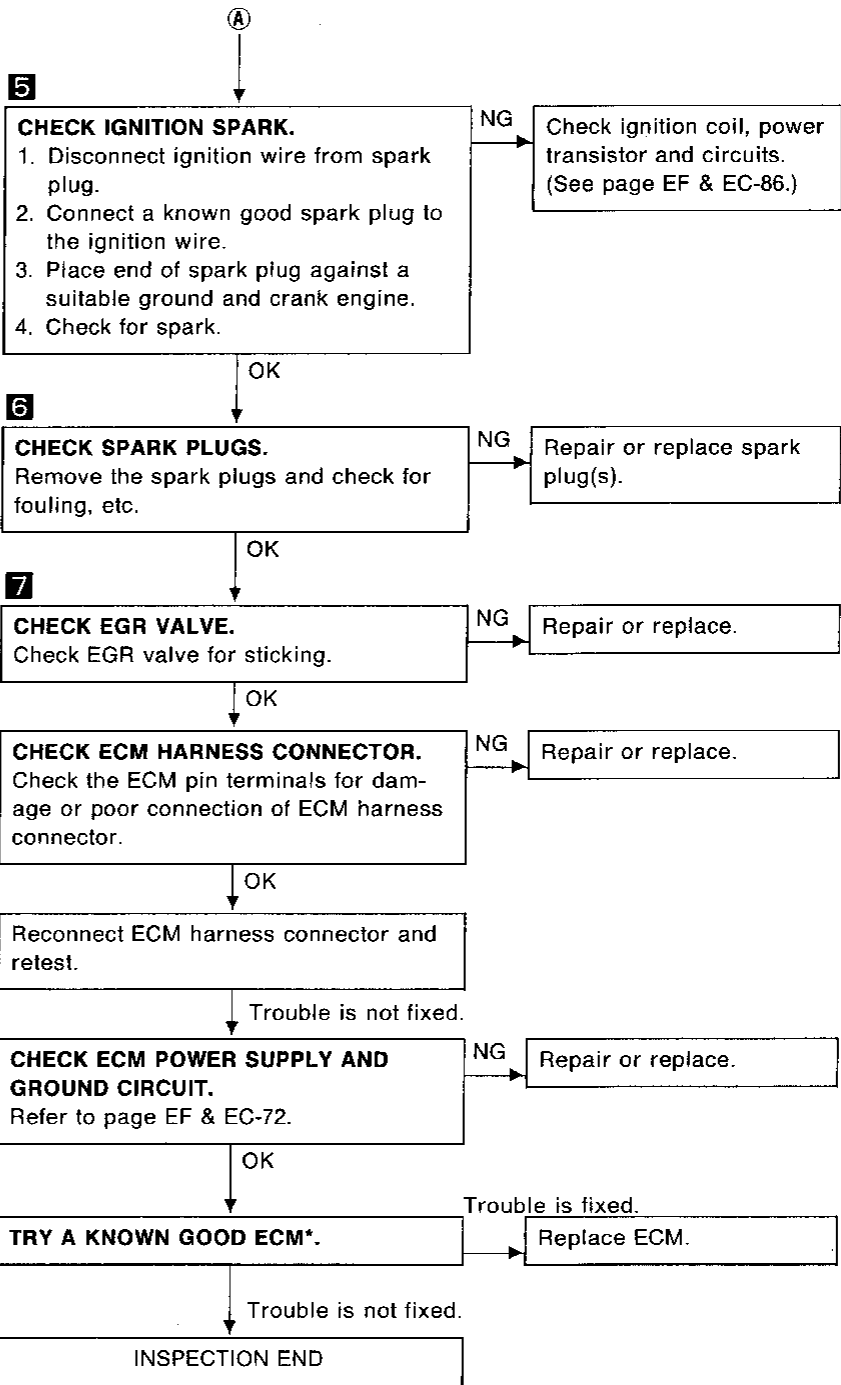 A
5
CHECK IGNITION SPARK.
1. Disconnect ignition wire from spark
plug.
2. Connect a known good spark plug to
the ignition wire.
3. Place end of spark plug against a
suitable ground and crank engine.
4. Check for spark.
NG
Check ignition coil, power
transistor and circuits.
(See page EF & EC-86.)
OK
6
CHECK SPARK PLUGS.
Remove the spark plugs and check for
fouling, etc.
NG
Repair or replace spark
plug(s).
OK
7
CHECK EGR VALVE.
Check EGR valve for sticking.
NG
Repair or replace.
OK
CHECK ECM HARNESS CONNECTOR.
Check the ECM pin terminals for dam-
age or poor connection of ECM harness
connector.
NG
Repair or replace.
OK
Reconnect ECM harness connector and
retest.
Trouble is not fixed.
CHECK ECM POWER SUPPLY AND
GROUND CIRCUIT.
Refer to page EF & EC-72.
NG
Repair or replace.
OK
TRY A KNOWN GOOD ECM*.
Trouble is fixed.
Replace ECM.
Trouble is not fixed.
INSPECTION END